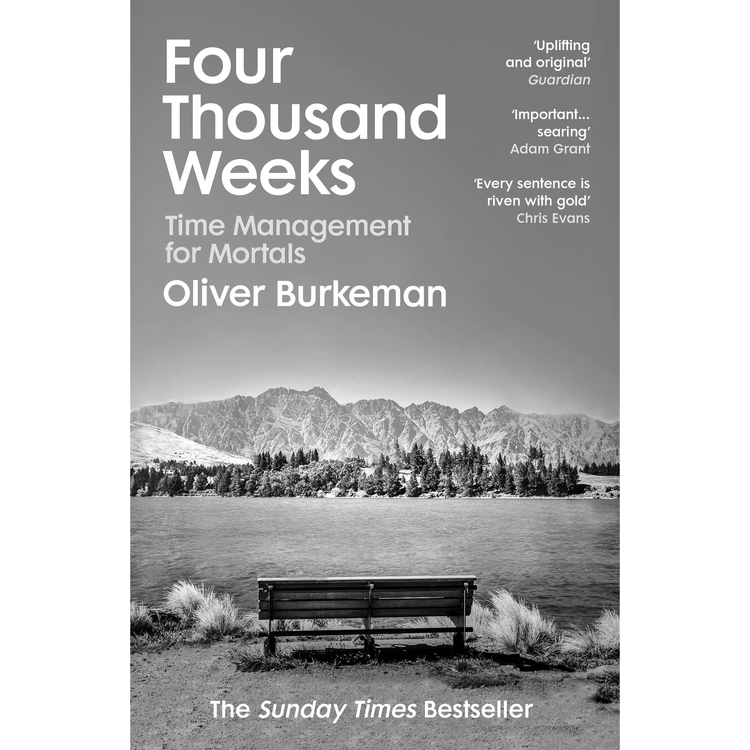 Four
Thousand
Weeks
Time Management
for Mortals
Oliver Burkeman
‘Uplifting
and original’
Guardian
‘Important...
searing’
Adam Grant
‘Every sentence is
riven with gold’
Chris Evans
The Sunday Times Bestseller